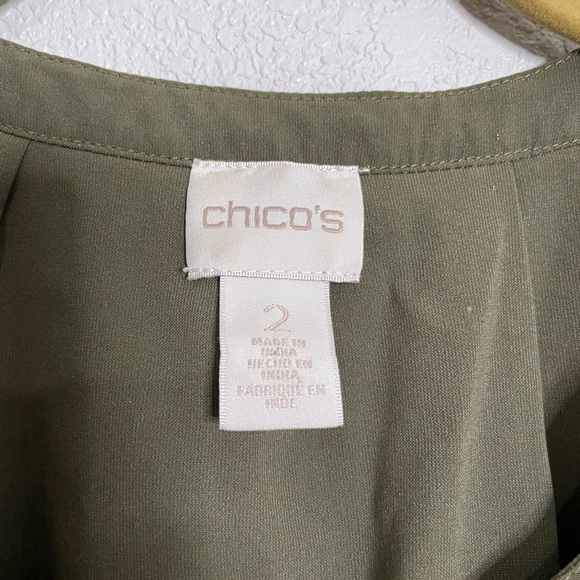 chico's
2
MADE IN
INDIA
HECHO EN
INDIA
FABRIQUÉ EN
INDE